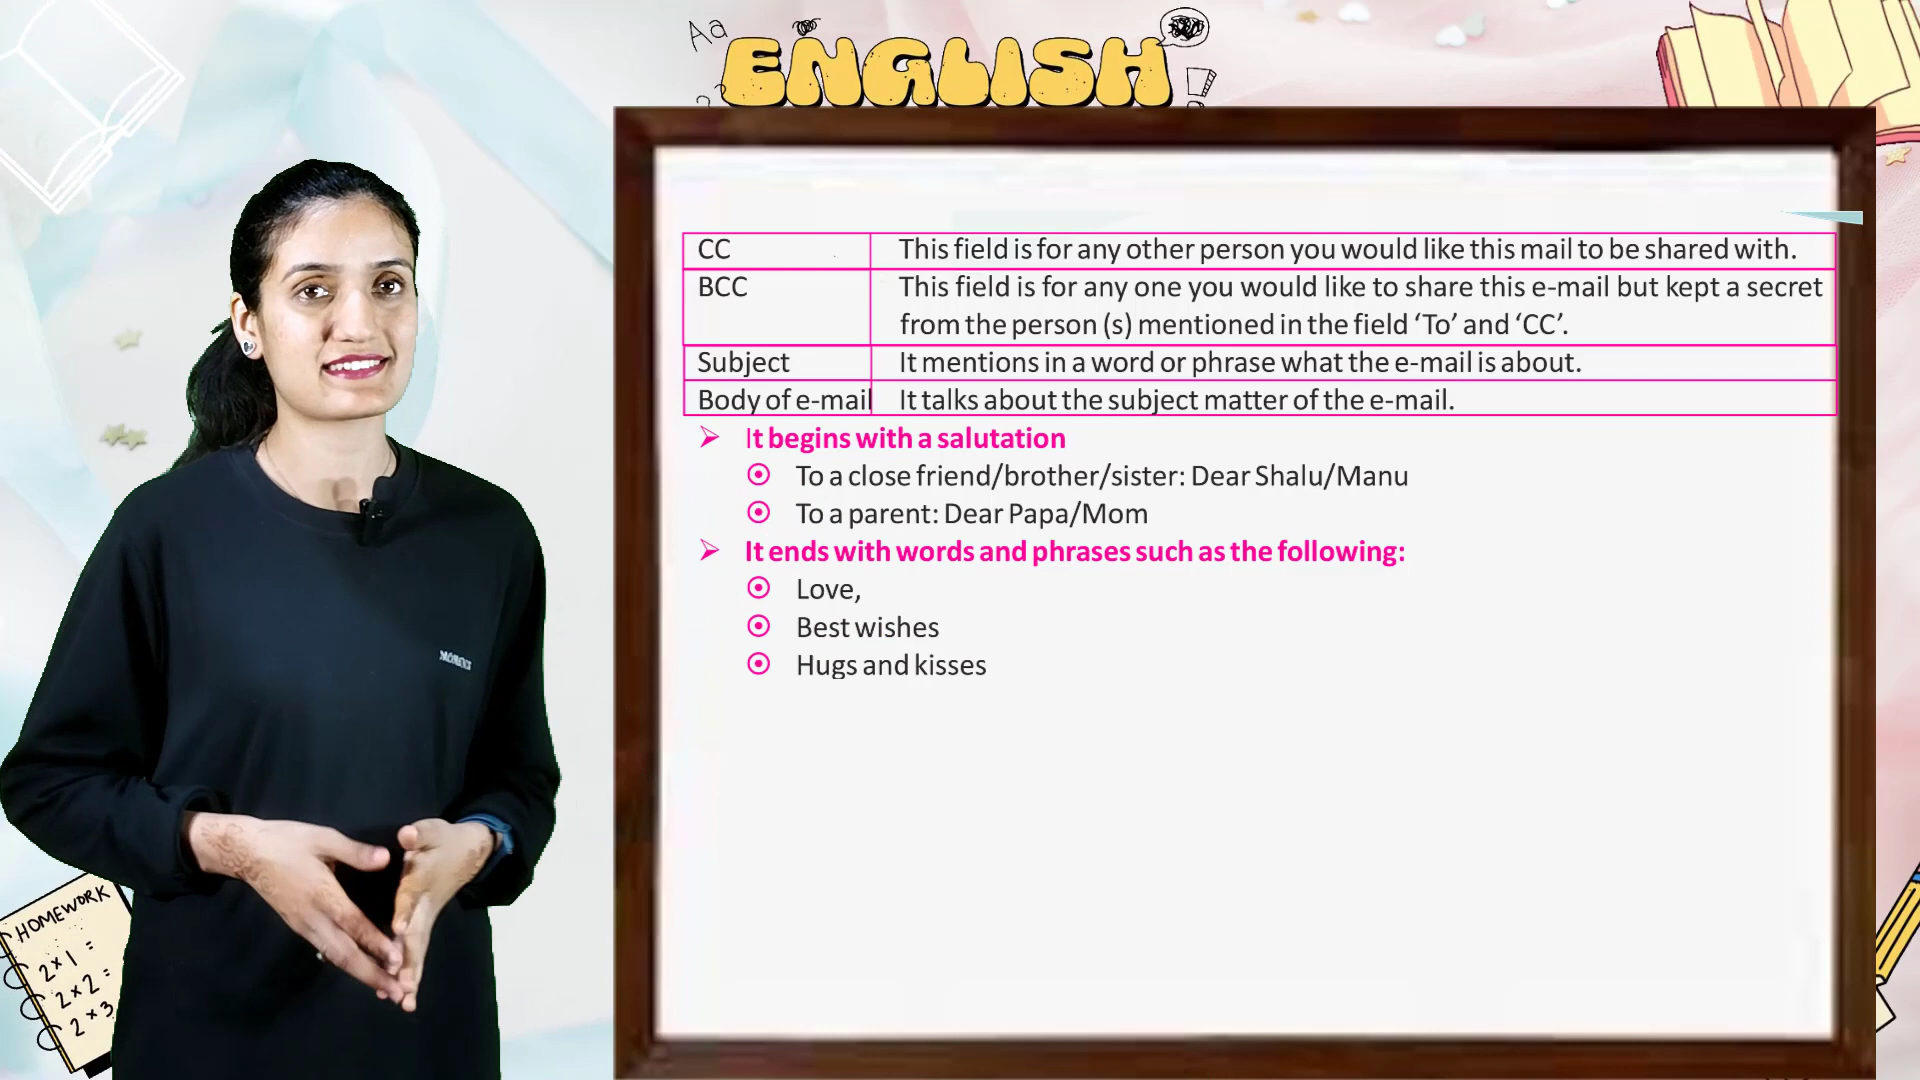 Aa
ENGLISH
CC This field is for any other person you would like this mail to be shared with.
BCC This field is for any one you would like to share this e-mail but kept a secret
from the person (s) mentioned in the field ‘To’ and ‘CC’.
Subject It mentions in a word or phrase what the e-mail is about.
Body of e-mail It talks about the subject matter of the e-mail.
It begins with a salutation
To a close friend/brother/sister: Dear Shalu/Manu
To a parent: Dear Papa/Mom
It ends with words and phrases such as the following:
Love,
Best wishes
Hugs and kisses
HOMEWORK
2×1 =
2×2 =
2×3